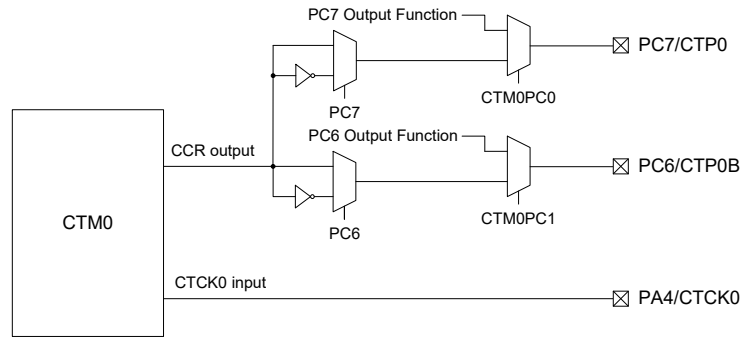 PC7 Output Function
PC7/CTP0
CTM0PC0
PC7
CCR output
PC6 Output Function
PC6/CTP0B
CTM0PC1
PC6
CTM0
CTCK0 input
PA4/CTCK0